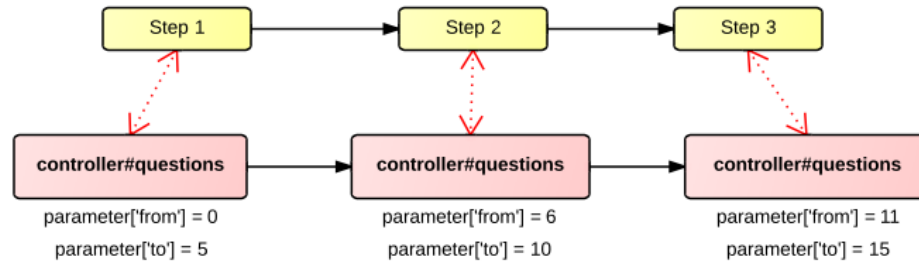 Step 1
Step 2
Step 3
controller#questions
controller#questions
controller#questions
parameter['from'] = 0
parameter['from'] = 6
parameter['from'] = 11
parameter['to'] = 5
parameter['to'] = 10
parameter['to'] = 15